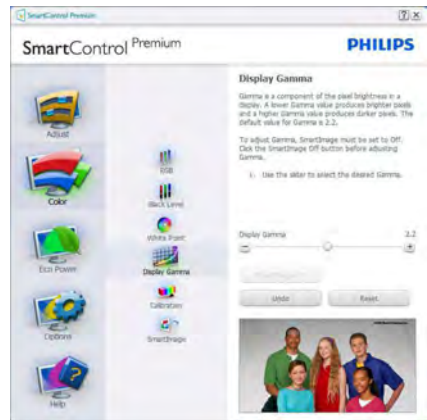 SmartControl Premium
SmartControl Premium
PHILIPS
Adjust
Color
Eco Power
Options
Help
RGB
Black Level
White Point
Display Gamma
Calibration
SmartImage
Display Gamma
Gamma is a component of the pixel brightness in a
display. A lower Gamma value produces brighter pixels
and a higher Gamma value produces darker pixels. The
default value for Gamma is 2.2.
To adjust Gamma, SmartImage must be set to Off.
Click the SmartImage Off button before adjusting
Gamma.
1. Use the slider to select the desired Gamma.
Display Gamma
2.2
Undo
Reset